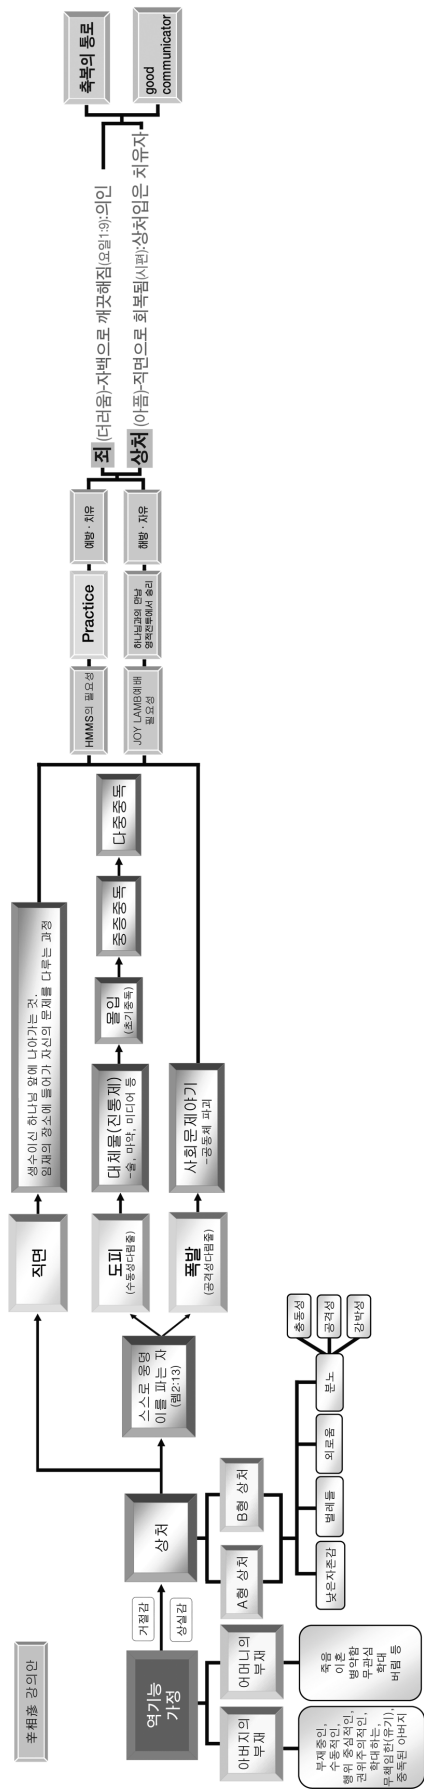 辛相彦 강의안
역기능
가정
아버지의
부재
부재중인,
수동적인,
행위 중심적인,
권위주의적인,
학대하는,
무책임한(유기),
중독된 아버지
어머니의
부재
죽음
이혼
병약함
무관심
학대
버림 등
거절감
상실감
상처
A형 상처
B형 상처
낮은자존감
벌레들
외로움
분노
충동성
공격성
강박성
스스로 웅덩
이를 파는 자
(렘2:13)
직면
생수이신 하나님 앞에 나아가는 것.
임재의 장소에 들어가 자신의 문제를 다루는 과정
도피
(수동성다림줄)
대체물(진통제)
-술, 마약, 미디어 등
몰입
(초기중독)
중증중독
다중중독
폭발
(공격성다림줄)
사회문제야기
-공동체 파괴
HMMS의 필요성
Practice
예방 · 치유
JOY LAMB예배
필요성
하나님과의 만남
영적전투에서 승리
해방 · 자유
죄 (더러움)-자백으로 깨끗해짐(요일1:9):의인
상처 (아픔)-직면으로 회복됨(시편):상처입은 치유자
축복의 통로
good
communicator